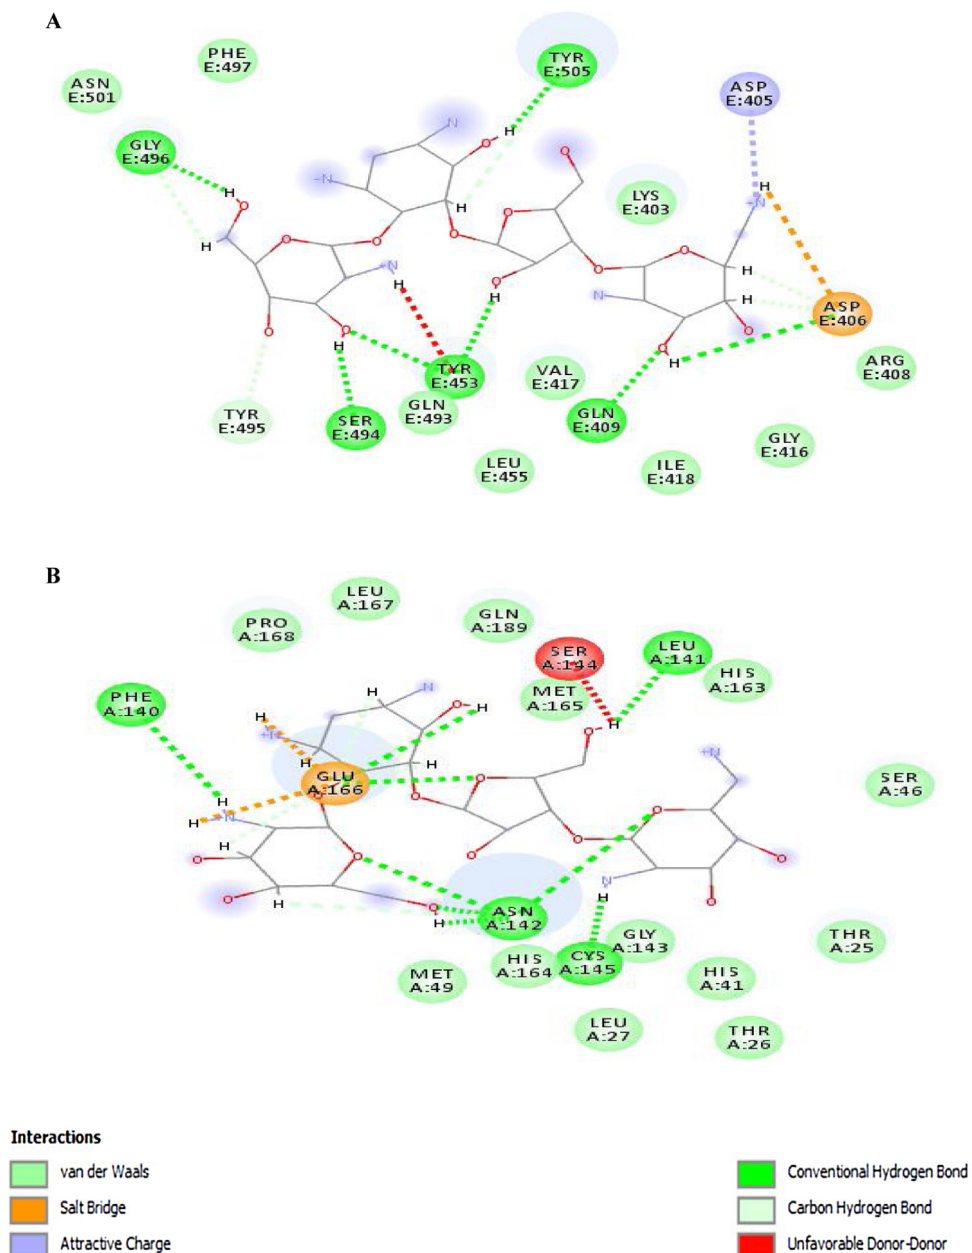 A
PHE
E:497
TYR
E:505
ASN
E:501
ASP
E:405
GLY
E:496
LYS
E:403
ASP
E:406
TYR
E:453
VAL
E:417
ARG
E:408
TYR
E:495
SER
E:494
GLN
E:493
GLN
E:409
LEU
E:455
ILE
E:418
GLY
E:416
B
LEU
A:167
PRO
A:168
GLN
A:189
SER
A:144
LEU
A:141
PHE
A:140
MET
A:165
HIS
A:163
GLU
A:166
SER
A:46
ASN
A:142
MET
A:49
HIS
A:164
CYS
A:145
GLY
A:143
HIS
A:41
THR
A:25
LEU
A:27
THR
A:26
Interactions
van der Waals
Salt Bridge
Attractive Charge
Conventional Hydrogen Bond
Carbon Hydrogen Bond
Unfavorable Donor-Donor